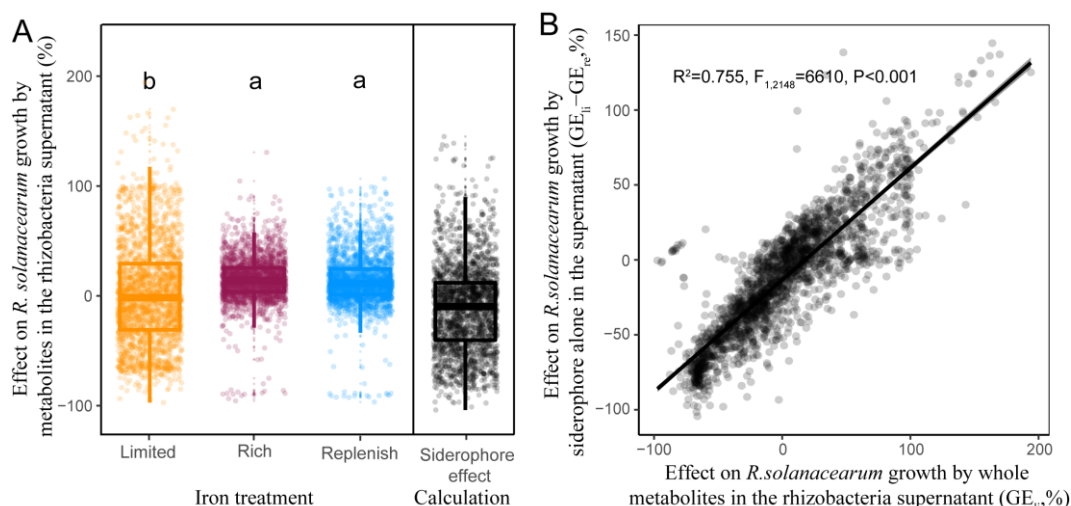 A
Effect on R. solanacearum growth by
metabolites in the rhizobacteria supernatant (%)
200
100
0
−100
b
a
a
Limited
Rich
Replenish
Siderophore
effect
Iron treatment
Calculation
B
Effect on R.solanacearum growth by
siderophore alone in the supernatant (GEli−GEre,%)
150
100
50
0
−50
−100
R²=0.755, F1,2148=6610, P<0.001
−100
0
100
200
Effect on R.solanacearum growth by whole
metabolites in the rhizobacteria supernatant (GEli,%)